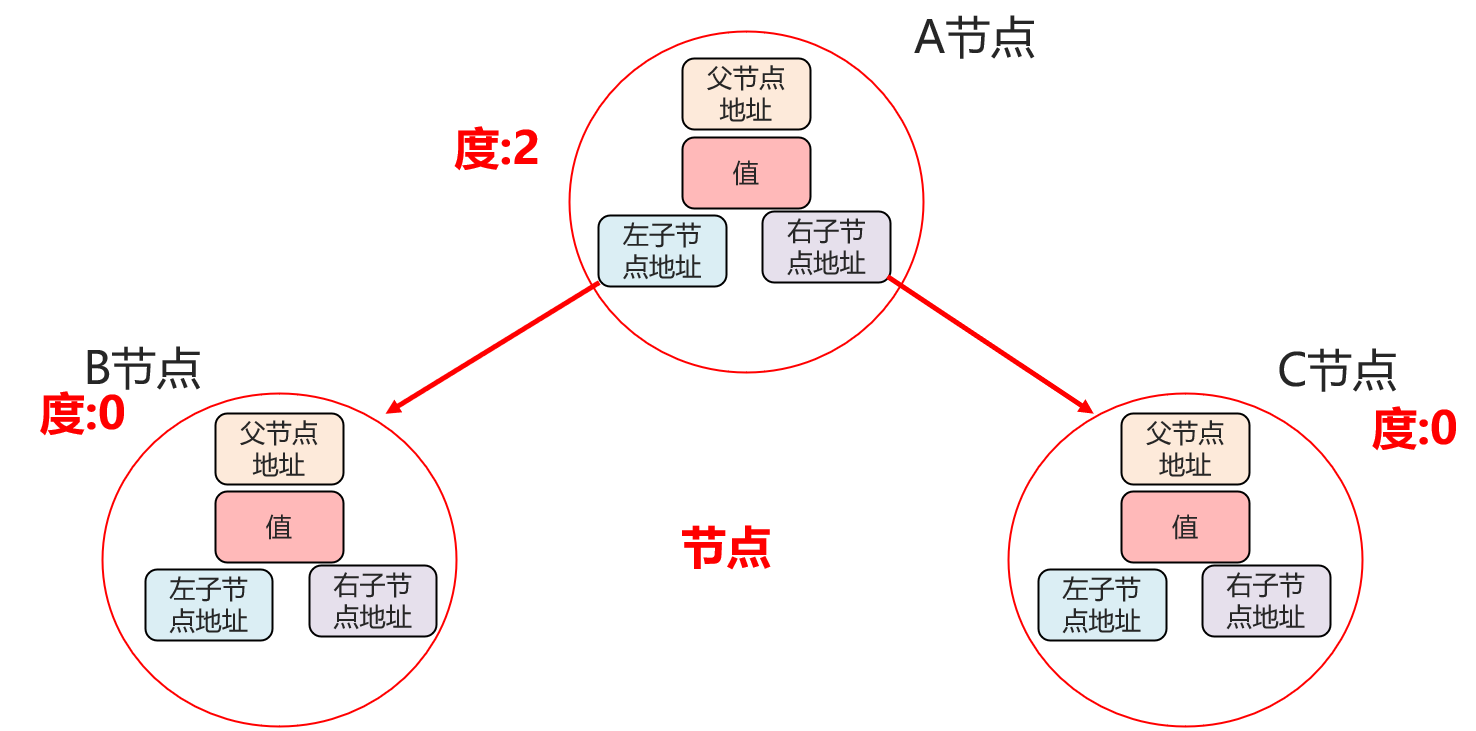 A节点
父节点
地址
度:2
值
左子节
点地址
右子节
点地址
B节点
度:0
父节点
地址
值
左子节
点地址
右子节
点地址
节点
C节点
度:0
父节点
地址
值
左子节
点地址
右子节
点地址